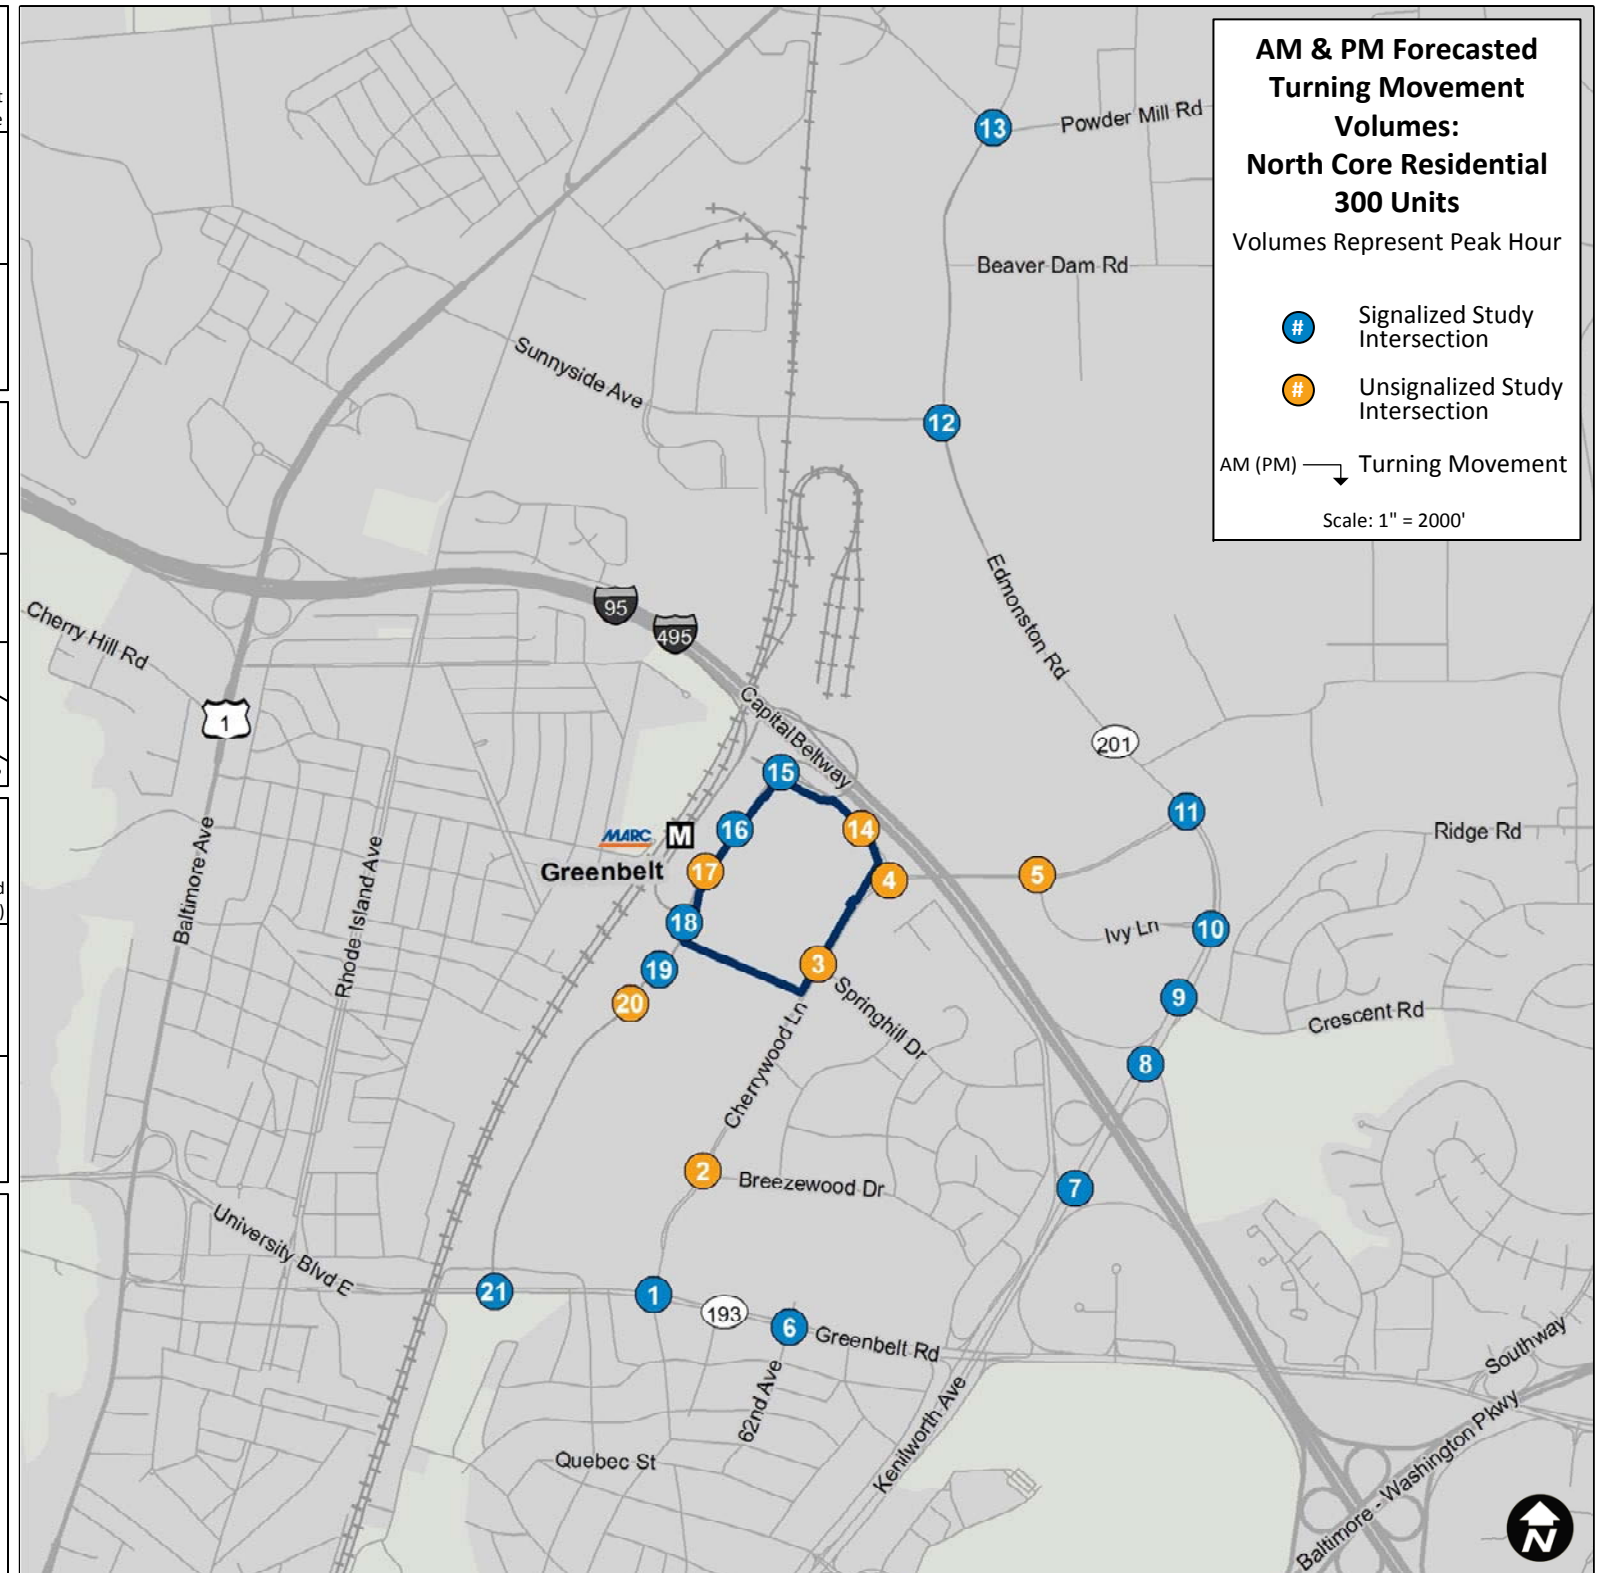 AM & PM Forecasted
Turning Movement
Volumes:
North Core Residential
300 Units
Volumes Represent Peak Hour
#
Signalized Study
Intersection
#
Unsignalized Study
Intersection
AM (PM)
Turning Movement
Scale: 1" = 2000'
13
Powder Mill Rd
Beaver Dam Rd
Sunnyside Ave
12
Edmonston Rd
95
495
Cherry Hill Rd
1
Capital Beltway
201
15
11
16
14
Ridge Rd
MARC
M
Greenbelt
17
4
5
Baltimore Ave
Rhode Island Ave
18
Ivy Ln
10
19
3
20
Springhill Dr
9
Crescent Rd
Cherrywood Ln
8
2
Breezewood Dr
7
University Blvd E
21
1
193
6
Greenbelt Rd
Southway
62nd Ave
Kenilworth Ave
Quebec St
Baltimore - Washington Pkwy
N